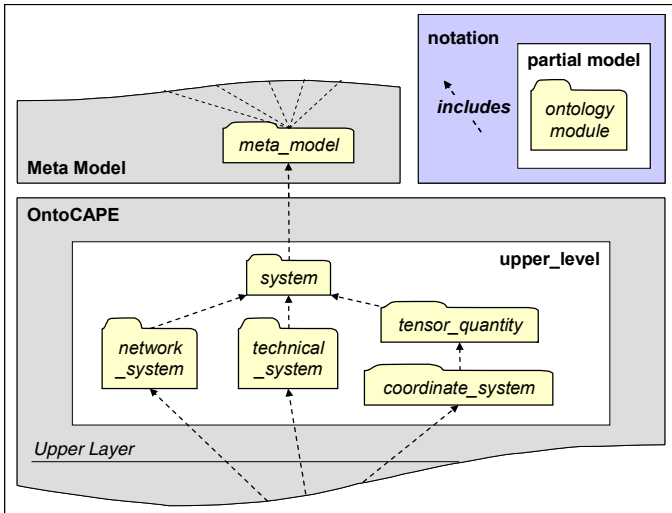 notation
partial model
includes
ontology
module
meta_model
Meta Model
OntoCAPE
upper_level
system
tensor_quantity
network
_system
technical
_system
coordinate_system
Upper Layer